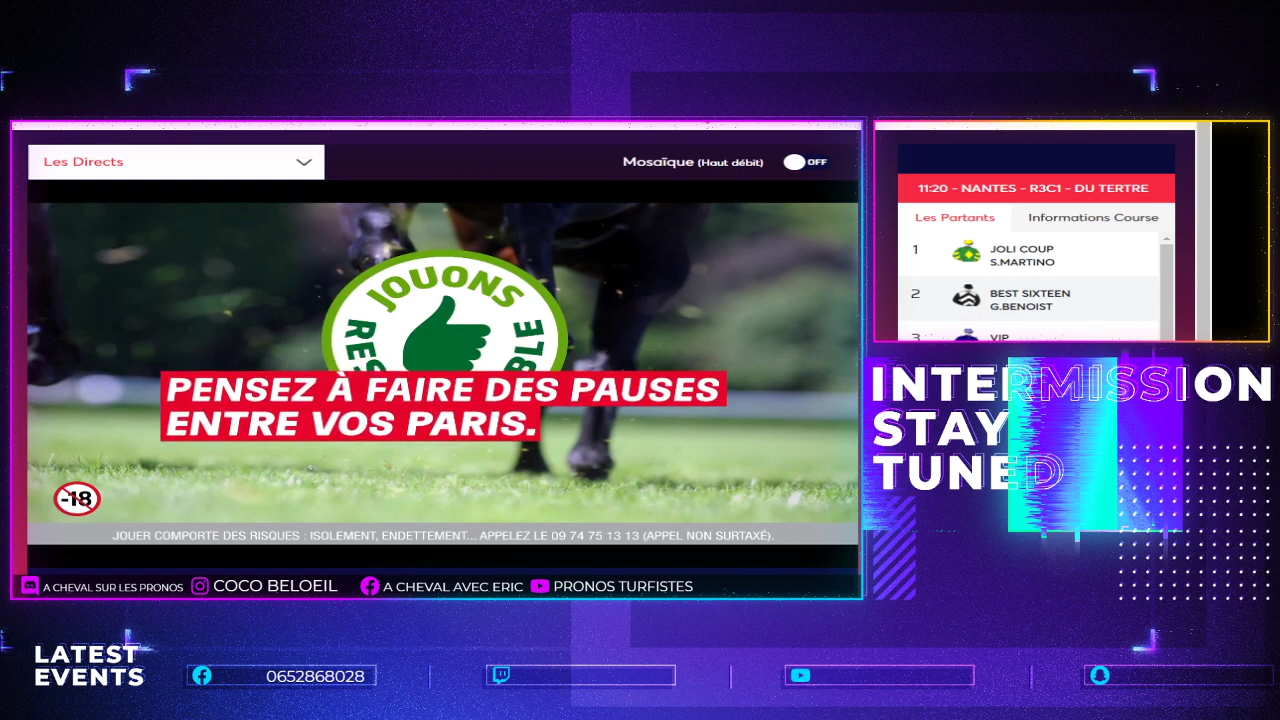 Les Directs
Mosaïque (Haut débit)
OFF
JOUONS
PENSEZ À FAIRE DES PAUSES
ENTRE VOS PARIS.
-18
JOUER COMPORTE DES RISQUES : ISOLEMENT, ENDETTEMENT... APPELEZ LE 09 74 75 13 13 (APPEL NON SURTAXÉ).
A CHEVAL SUR LES PRONOS COCO BELOEIL A CHEVAL AVEC ERIC PRONOS TURFISTES
11:20 - NANTES - R3C1 - DU TERTRE
Les Partants Informations Course
1 JOLI COUP
S.MARTINO
2 BEST SIXTEEN
G.BENOIST
3 VIP
INTERMISSION
STAY
TUNED
LATEST
EVENTS
0652868028